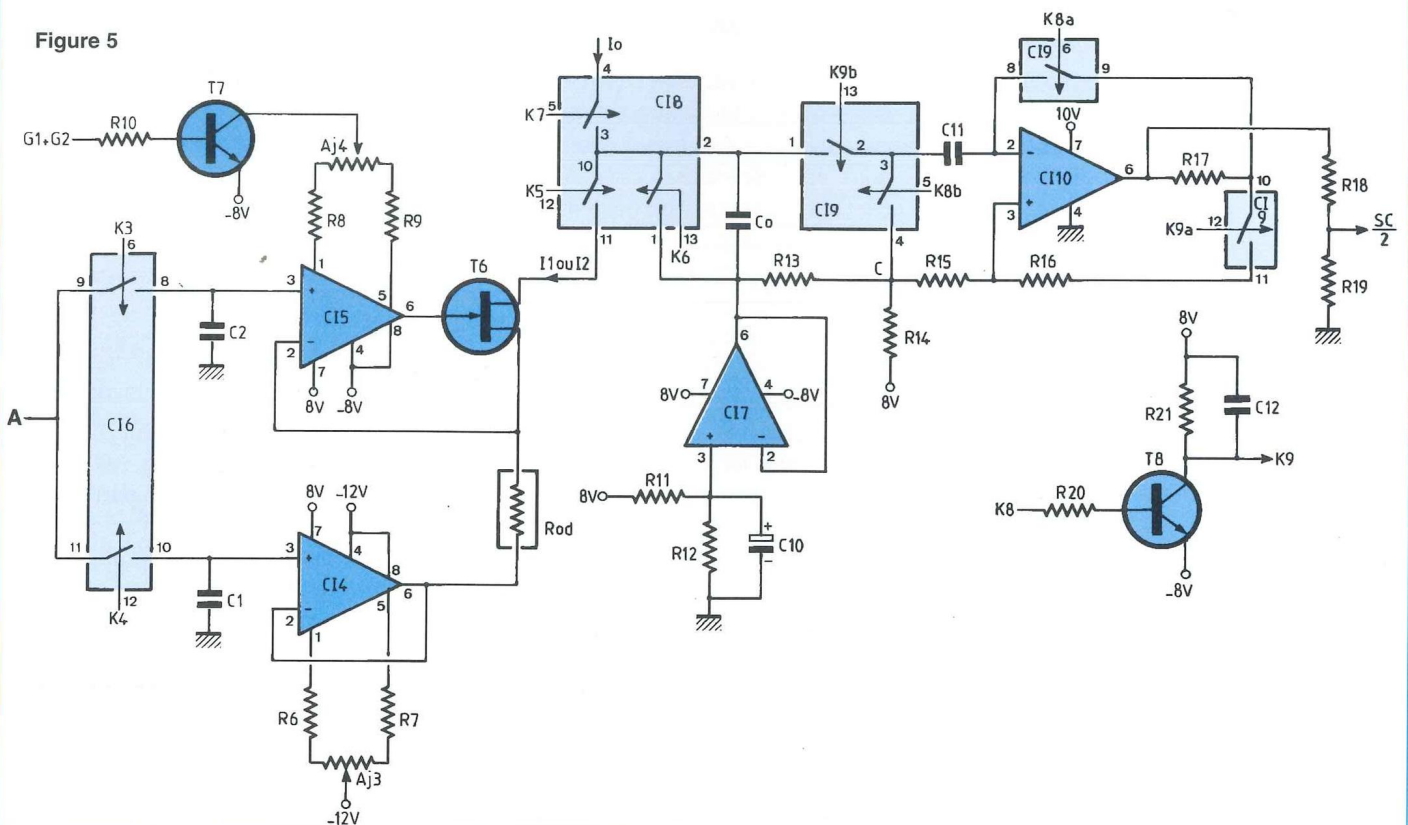 Figure 5
G1+G2
R10
T7
-8V
Aj4
R8
R9
K3
6
9
8
C2
CI6
A
11
10
K4
12
C1
1
3
+
CI5
-
2
5
6
8
4
7
8V
-8V
T6
I1 ou I2
Rod
8V
-12V
7
4
3
+
CI4
-
2
8
5
6
1
R6
R7
Aj3
-12V
Io
4
K7
5
CI8
3
2
10
K5
12
11
1
13
K6
Co
R13
6
8V
7
4
-8V
CI7
+
-
3
2
8V
R11
R12
+
C10
-
K9b
13
1
2
3
5
K8b
CI9
4
C
R14
8V
R15
R16
C11
K8a
CI9
6
8
9
10V
2
-
7
CI10
3
+
4
6
R17
10
CI
9
K9a
12
11
R18
SC
2
R19
8V
R21
C12
K9
T8
K8
R20
-8V